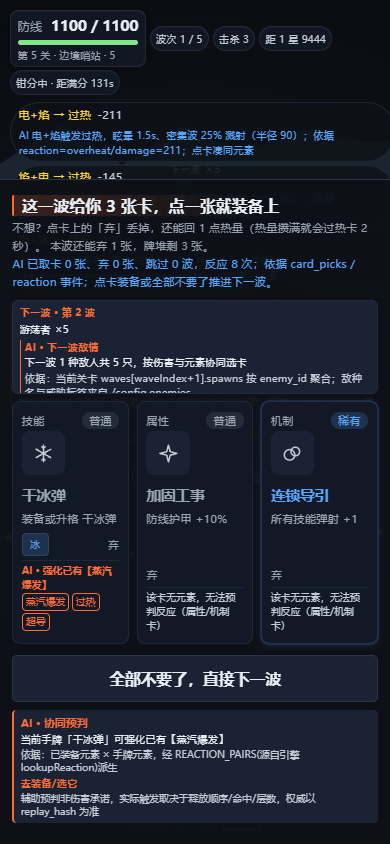 防线 1100 / 1100
第 5 关 · 边境哨站 · 5
波次 1 / 5
击杀 3
距 1 星 9444
钳分中 · 距满分 131s
电+焰 → 过热 -211
AI 电+焰触发过热，眩晕 1.5s、密集波 25% 溅射（半径 90）；依据
reaction=overheat/damage=211；点卡凑同元素
焰+电 → 过热 -145
这一波给你 3 张卡，点一张就装备上
不想？点卡上的「弃」丢掉，还能回 1 点热量（热量攒满就会过热卡 2
秒）。 本波还能弃 1 张，牌堆剩 3 张。
AI 已取卡 0 张、弃 0 张、跳过 0 波，反应 8 次；依据 card_picks /
reaction 事件；点卡装备或全部不要了推进下一波。
下一波 · 第 2 波
游荡者 ×5
AI · 下一波敌情
下一波 1 种敌人共 5 只，按伤害与元素协同选卡
依据：当前关卡 waves[waveIndex+1].spawns 按 enemy_id 聚合；敌种
技能
普通
干冰弹
装备或升格 干冰弹
冰
弃
AI · 强化已有【蒸汽
爆发】
蒸汽爆发
过热
超导
属性
普通
加固工事
防线护甲 +10%
弃
该卡无元素，无法预
判反应（属性/机制
卡）
机制
稀有
连锁导引
所有技能弹射 +1
弃
该卡无元素，无法预
判反应（属性/机制
卡）
全部不要了，直接下一波
AI · 协同预判
当前手牌「干冰弹」可强化已有【蒸汽爆发】
依据：已装备元素 × 手牌元素，经 REACTION_PAIRS(源自引擎
lookupReaction)派生
去装备/选它
辅助预判非伤害承诺，实际触发取决于释放顺序/命中/层数，权威以
replay_hash 为准